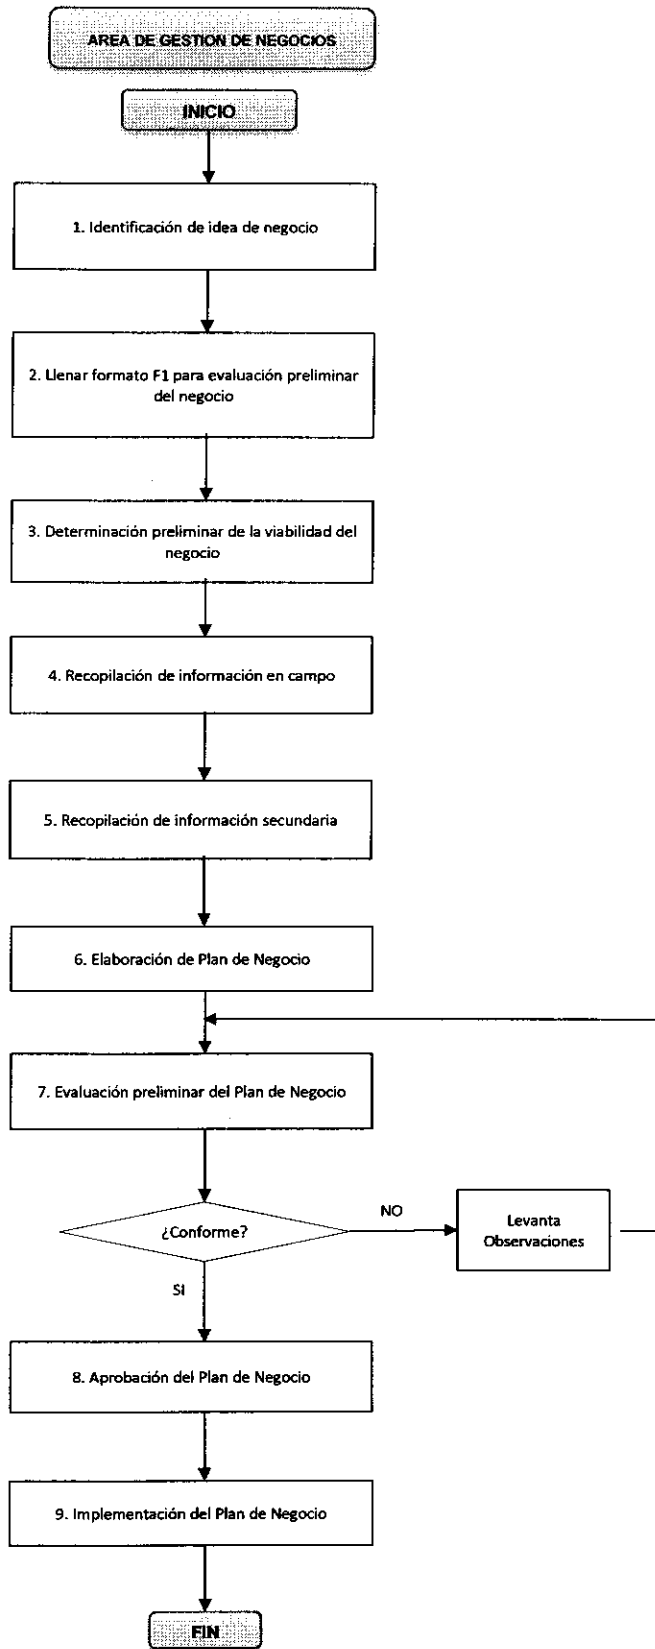 AREA DE GESTION DE NEGOCIOS
INICIO
1. Identificación de idea de negocio
2. Llenar formato F1 para evaluación preliminar
del negocio
3. Determinación preliminar de la viabilidad del
negocio
4. Recopilación de información en campo
5. Recopilación de información secundaria
6. Elaboración de Plan de Negocio
7. Evaluación preliminar del Plan de Negocio
¿Conforme?
NO
Levanta
Observaciones
SI
8. Aprobación del Plan de Negocio
9. Implementación del Plan de Negocio
FIN